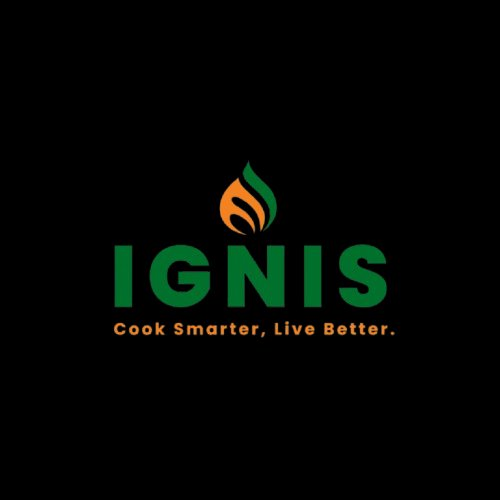 IGNIS
Cook Smarter, Live Better.